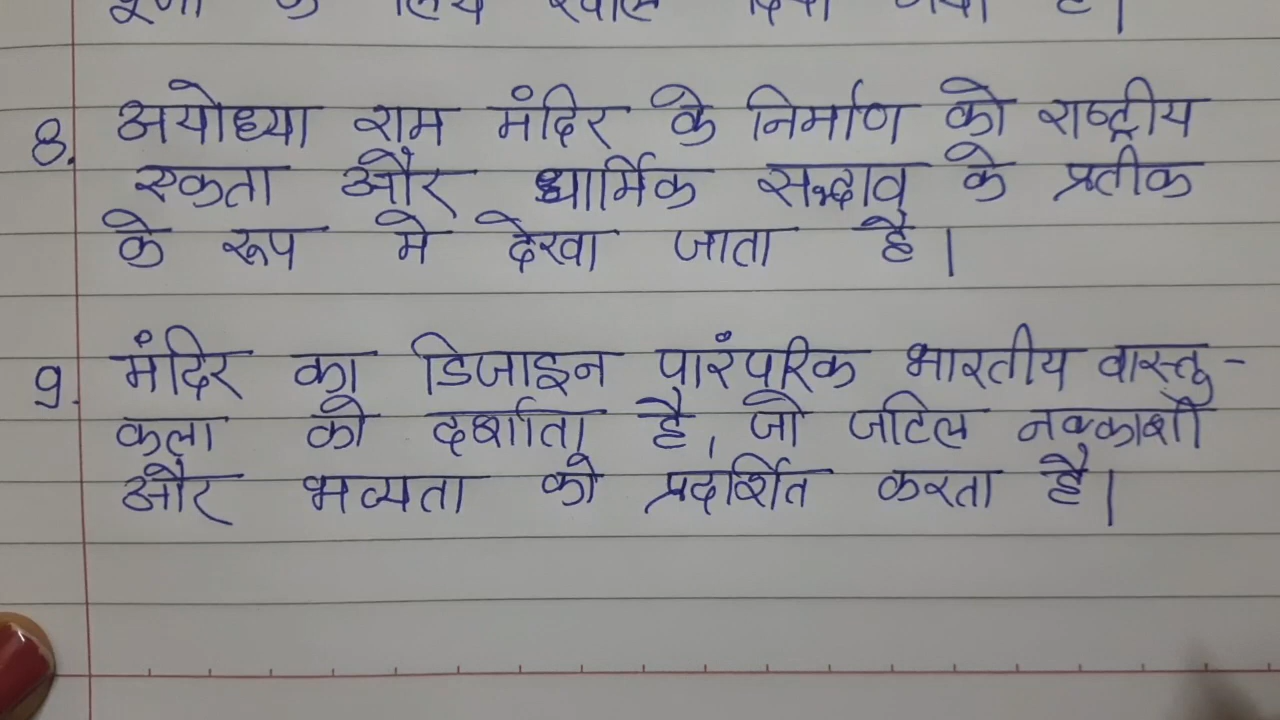 पूजा के लिये खोल दिया गया है।
8. अयोध्या राम मंदिर के निर्माण को राष्ट्रीय
एकता और धार्मिक सद्भाव के प्रतीक
के रूप मे देखा जाता है।
9. मंदिर का डिजाइन पारंपरिक भारतीय वास्तु-
कला को दर्शाता है, जो जटिल नक्काशी
और भव्यता को प्रदर्शित करता है।